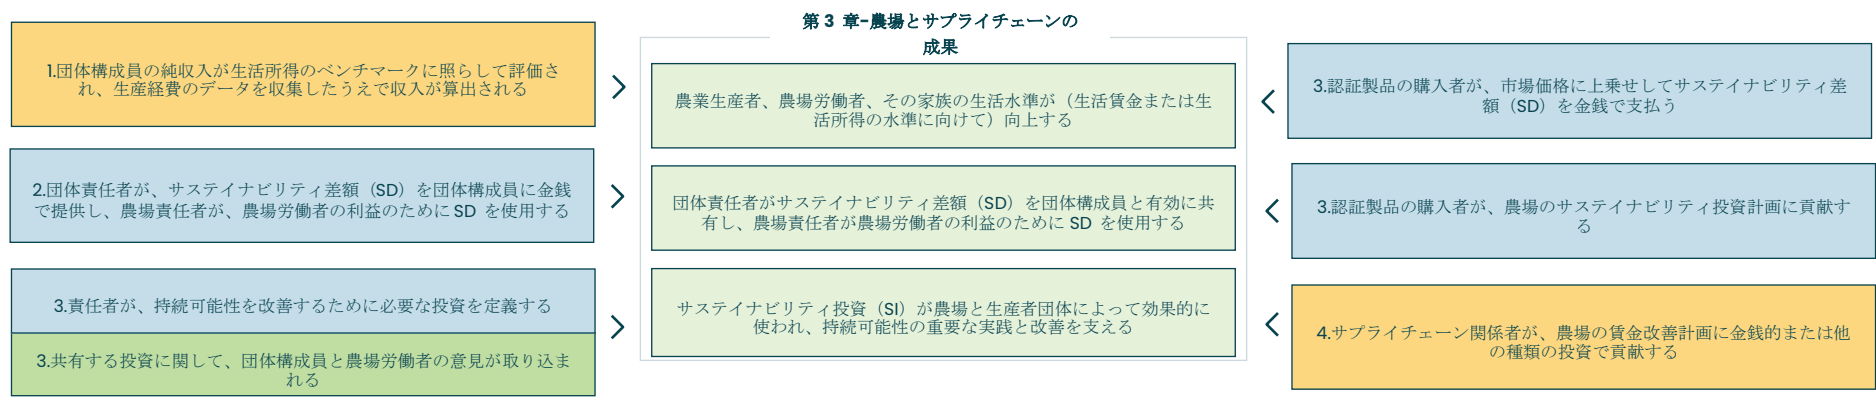 第 3 章-農場とサプライチェーンの
成果
1.団体構成員の純収入が生活所得のベンチマークに照らして評価さ
れ、生産経費のデータを収集したうえで収入が算出される
2.団体責任者が、サステイナビリティ差額（SD）を団体構成員に金銭
で提供し、農場責任者が、農場労働者の利益のために SD を使用する
3.責任者が、持続可能性を改善するために必要な投資を定義する
3.共有する投資に関して、団体構成員と農場労働者の意見が取り込ま
れる
農業生産者、農場労働者、その家族の生活水準が（生活賃金または生
活所得の水準に向けて）向上する
団体責任者がサステイナビリティ差額（SD）を団体構成員と有効に共
有し、農場責任者が農場労働者の利益のために SD を使用する
サステイナビリティ投資（SI）が農場と生産者団体によって効果的に
使われ、持続可能性の重要な実践と改善を支える
3.認証製品の購入者が、市場価格に上乗せしてサステイナビリティ差
額（SD）を金銭で支払う
3.認証製品の購入者が、農場のサステイナビリティ投資計画に貢献す
る
4.サプライチェーン関係者が、農場の賃金改善計画に金銭的または他
の種類の投資で貢献する